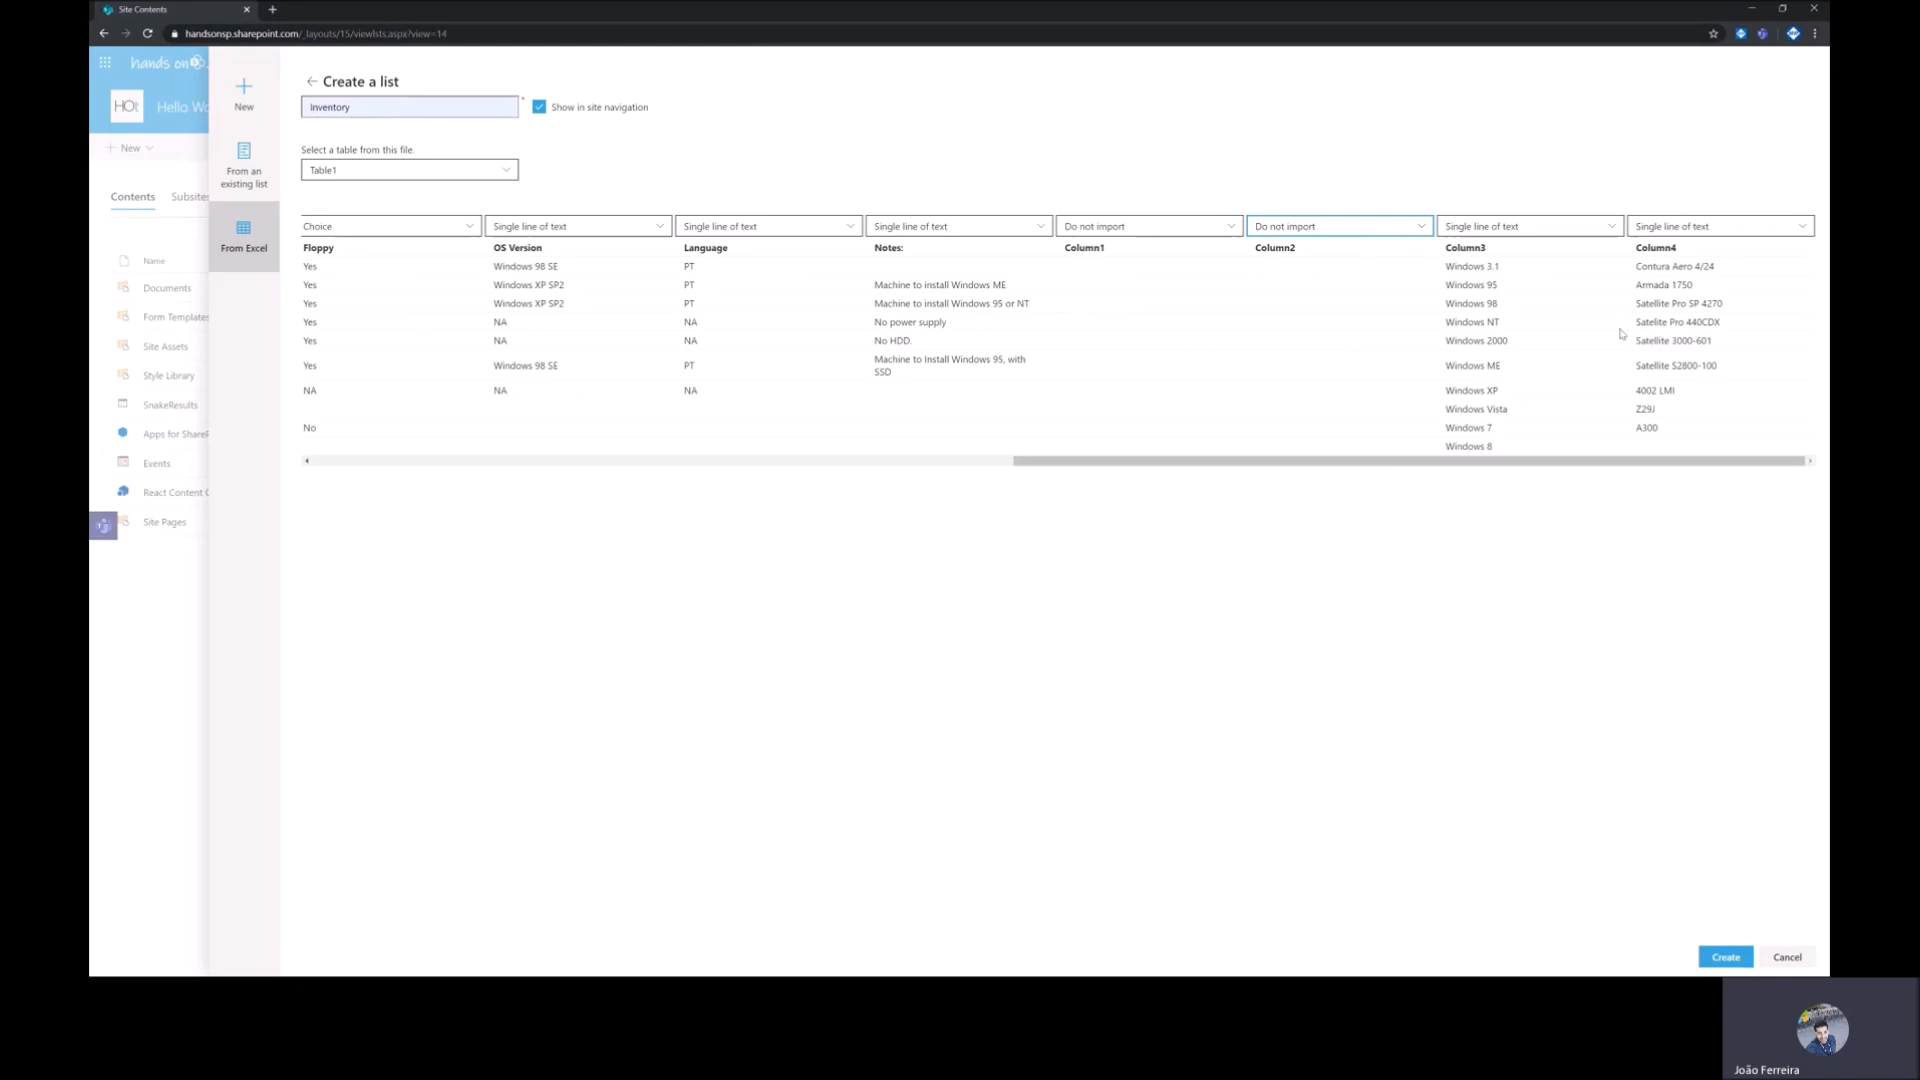 Site Contents
handsonsp.sharepoint.com/_layouts/15/viewlsts.aspx?view=14
hands on
HOt Hello Wo
New
Contents Subsites
Name
Documents
Form Templates
Site Assets
Style Library
SnakeResults
Apps for ShareP
Events
React Content
Site Pages
New
From an
existing list
From Excel
Create a list
Inventory * Show in site navigation
Select a table from this file.
Table1
Choice Single line of text Single line of text Single line of text Do not import Do not import Single line of text Single line of text
Floppy OS Version Language Notes: Column1 Column2 Column3 Column4
Yes Windows 98 SE PT Windows 3.1 Contura Aero 4/24
Yes Windows XP SP2 PT Machine to install Windows ME Windows 95 Armada 1750
Yes Windows XP SP2 PT Machine to install Windows 95 or NT Windows 98 Satellite Pro SP 4270
Yes NA NA No power supply Windows NT Satelite Pro 440CDX
Yes NA NA No HDD. Windows 2000 Satellite 3000-601
Yes Windows 98 SE PT Machine to Install Windows 95, with Windows ME Satellite S2800-100
SSD
NA NA NA Windows XP 4002 LMI
Windows Vista Z29J
No Windows 7 A300
Windows 8
Create Cancel
João Ferreira